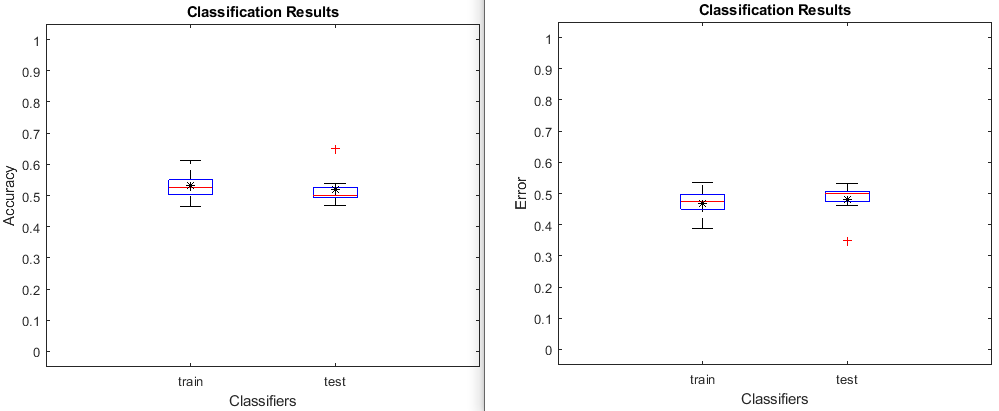 Classification Results
1
0.9
0.8
0.7
0.6
0.5
0.4
0.3
0.2
0.1
0
Accuracy
train test
Classifiers
Classification Results
1
0.9
0.8
0.7
0.6
0.5
0.4
0.3
0.2
0.1
0
Error
train test
Classifiers